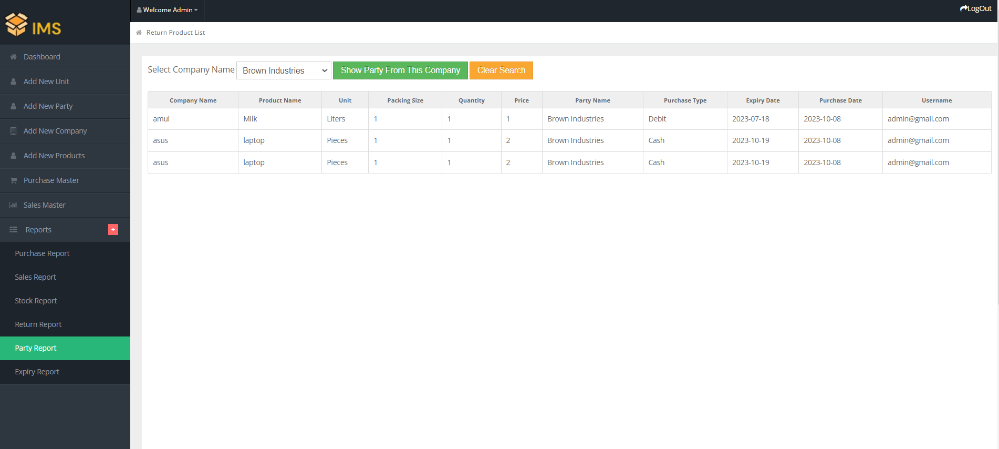 IMS
Welcome Admin
LogOut
Return Product List
Dashboard
Add New Unit
Add New Party
Add New Company
Add New Products
Purchase Master
Sales Master
Reports +
Purchase Report
Sales Report
Stock Report
Return Report
Party Report
Expiry Report
Select Company Name Brown Industries Show Party From This Company Clear Search
Company Name Product Name Unit Packing Size Quantity Price Party Name Purchase Type Expiry Date Purchase Date Username
amul Milk Liters 1 1 1 Brown Industries Debit 2023-07-18 2023-10-08 admin@gmail.com
asus laptop Pieces 1 1 2 Brown Industries Cash 2023-10-19 2023-10-08 admin@gmail.com
asus laptop Pieces 1 1 2 Brown Industries Cash 2023-10-19 2023-10-08 admin@gmail.com